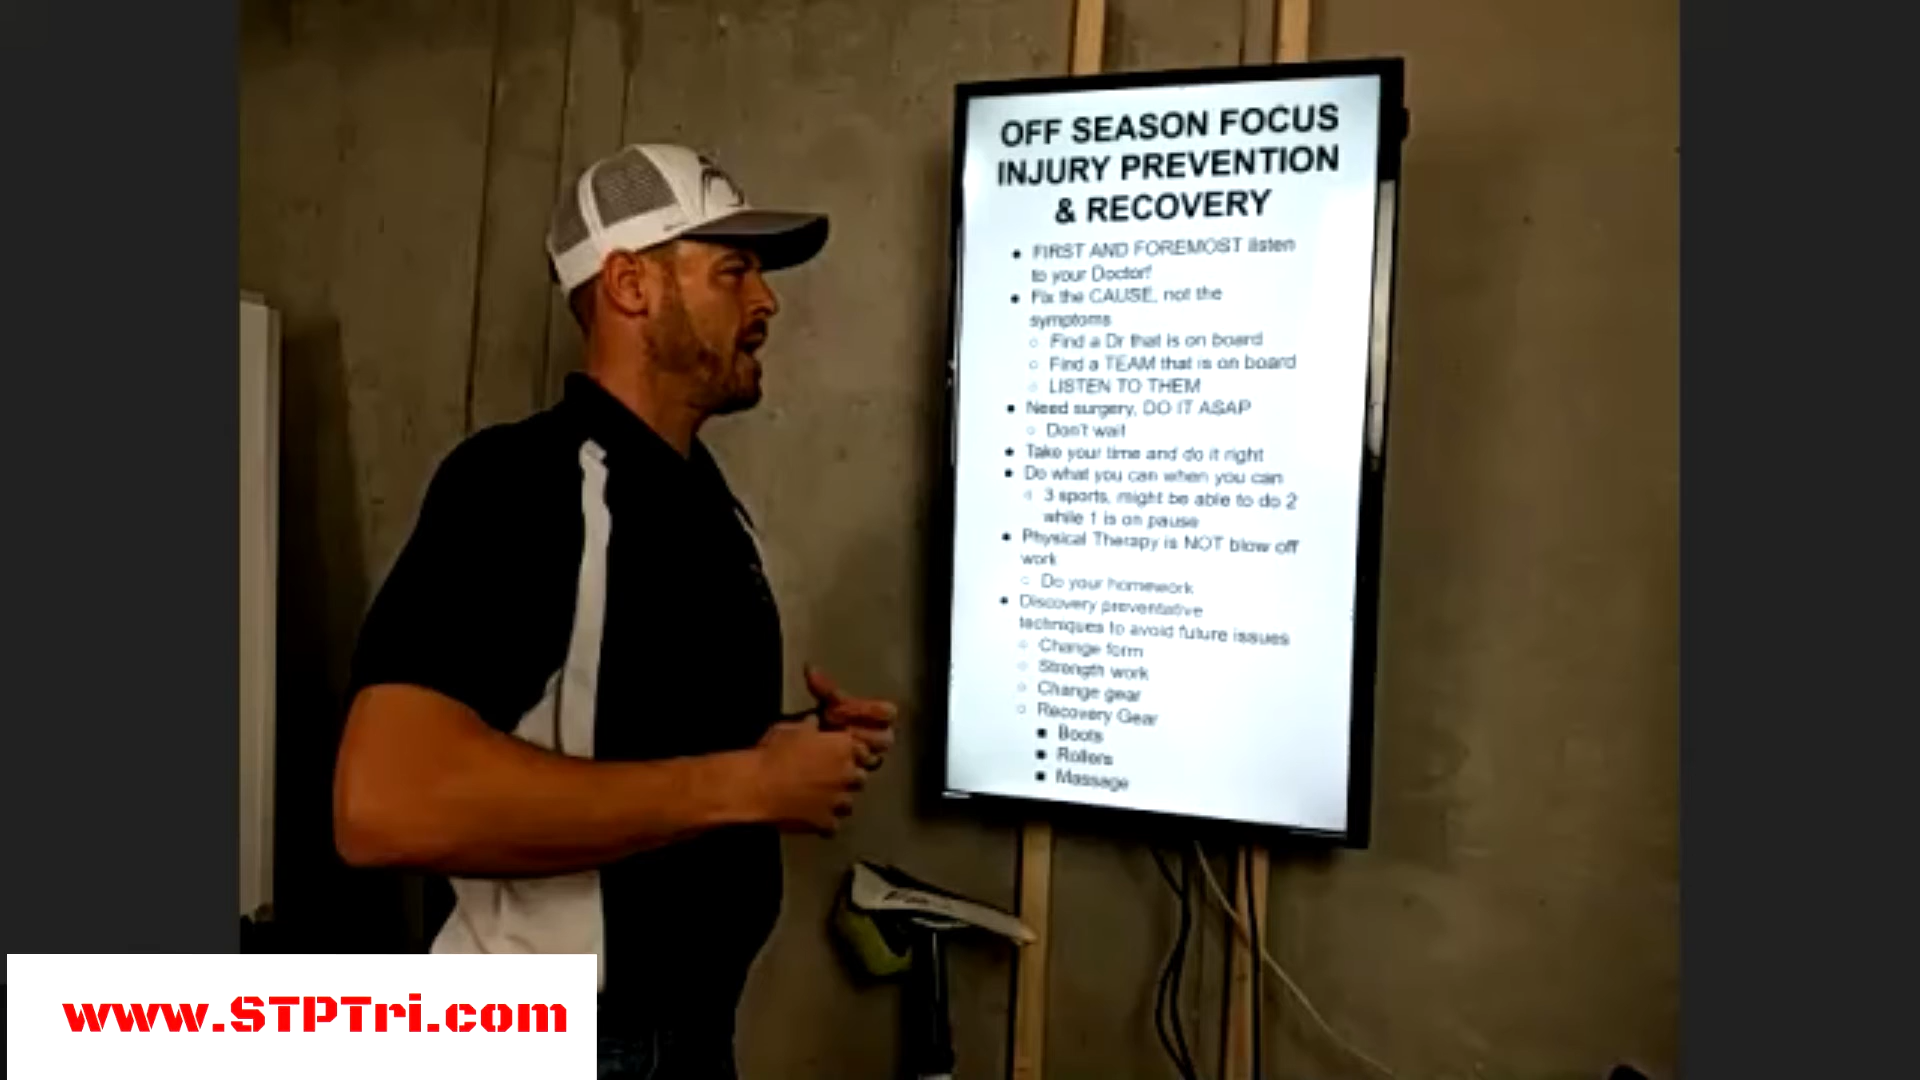 OFF SEASON FOCUS
INJURY PREVENTION
& RECOVERY
• FIRST AND FOREMOST listen
to your Doctor!
• Fix the CAUSE, not the
symptoms
○ Find a Dr that is on board
○ Find a TEAM that is on board
○ LISTEN TO THEM
• Need surgery, DO IT ASAP
○ Don't wait
• Take your time and do it right
• Do what you can when you can
○ 3 sports, might be able to do 2
while 1 is on pause
• Physical Therapy is NOT blow off
work
○ Do your homework
• Discovery preventative
techniques to avoid future issues
○ Change form
○ Strength work
○ Change gear
○ Recovery Gear
■ Boots
■ Rollers
■ Massage
www.STPTri.com